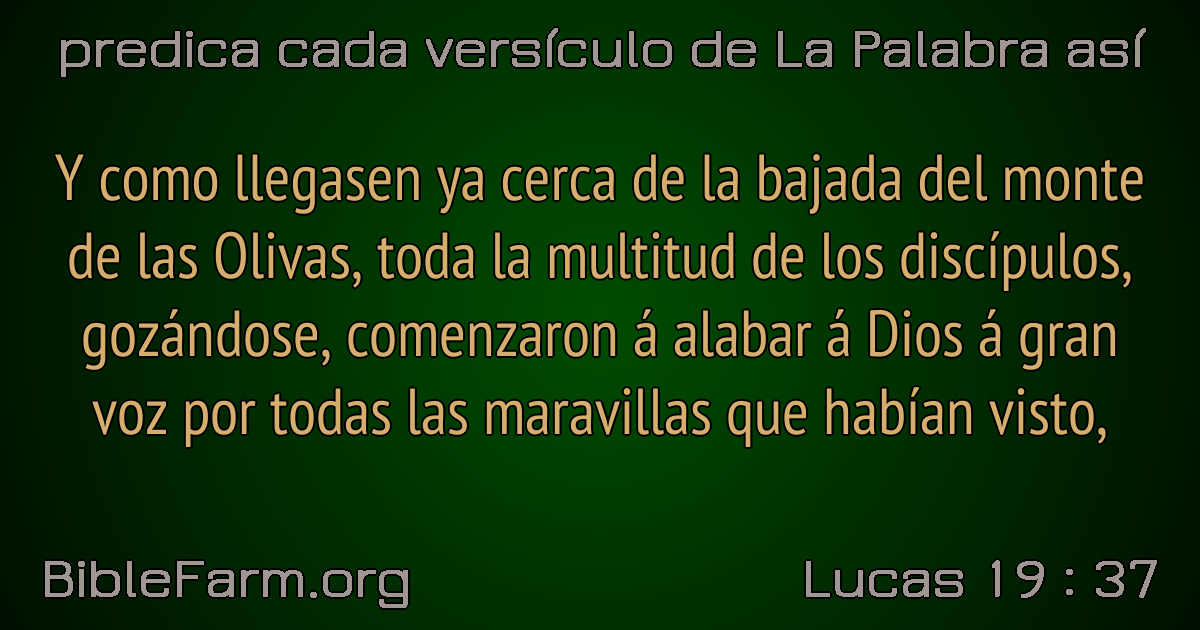 predica cada versículo de La Palabra así
Y como llegasen ya cerca de la bajada del monte
de las Olivas, toda la multitud de los discípulos,
gozándose, comenzaron á alabar á Dios á gran
voz por todas las maravillas que habían visto,
BibleFarm.org
Lucas 19 : 37